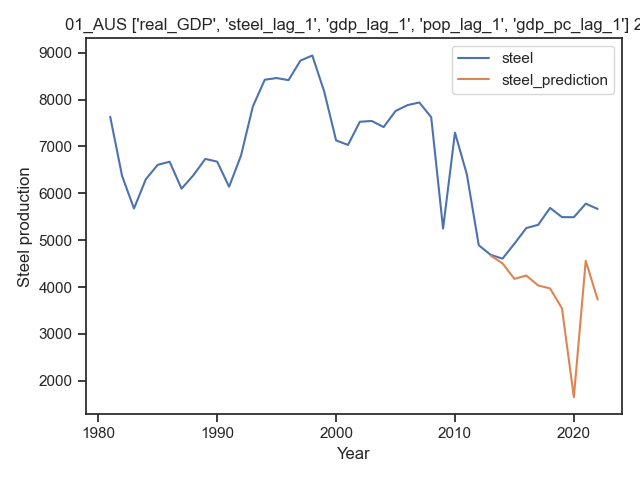 01_AUS ['real_GDP', 'steel_lag_1', 'gdp_lag_1', 'pop_lag_1', 'gdp_pc_lag_1'] 2
steel
steel_prediction
9000
8000
7000
6000
5000
4000
3000
2000
Steel production
1980
1990
2000
2010
2020
Year